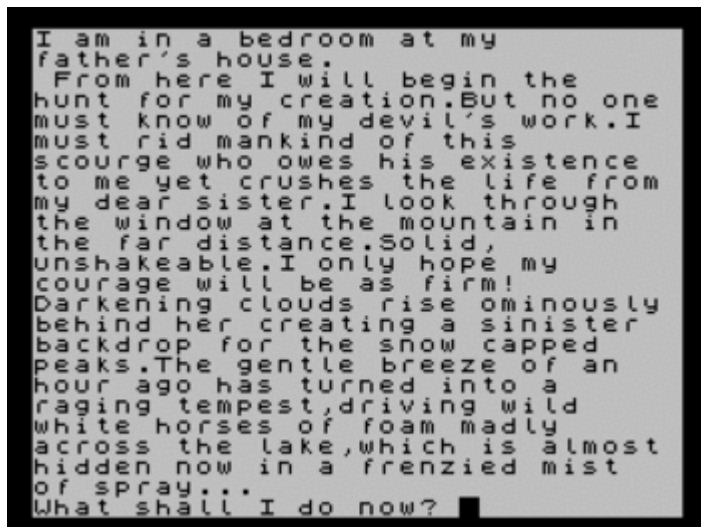 I am in a bedroom at my
father's house.
From here I will begin the
hunt for my creation.But no one
must know of my devil's work.I
must rid mankind of this
scourge who owes his existence
to me yet crushes the life from
my dear sister.I look through
the window at the mountain in
the far distance.Solid,
unshakeable.I only hope my
courage will be as firm!
Darkening clouds rise ominously
behind her creating a sinister
backdrop for the snow capped
peaks.The gentle breeze of an
hour ago has turned into a
raging tempest,driving wild
white horses of foam madly
across the lake,which is almost
hidden now in a frenzied mist
of spray...
What shall I do now?